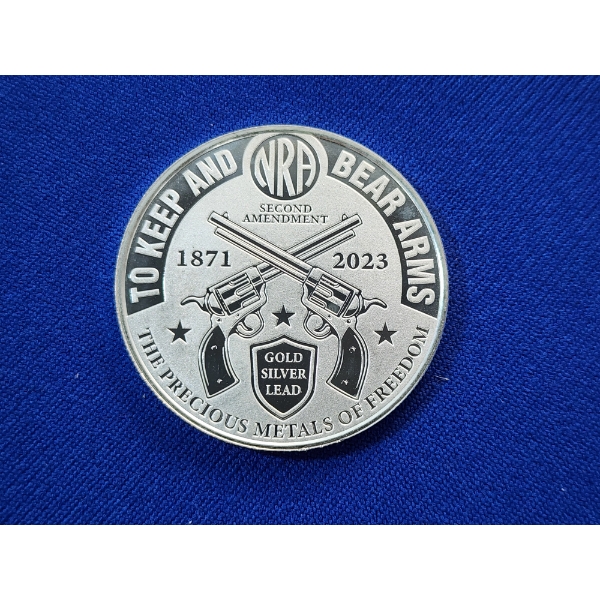 TO KEEP AND NRA BEAR ARMS
SECOND
AMENDMENT
1871 2023
GOLD
SILVER
LEAD
THE PRECIOUS METALS OF FREEDOM